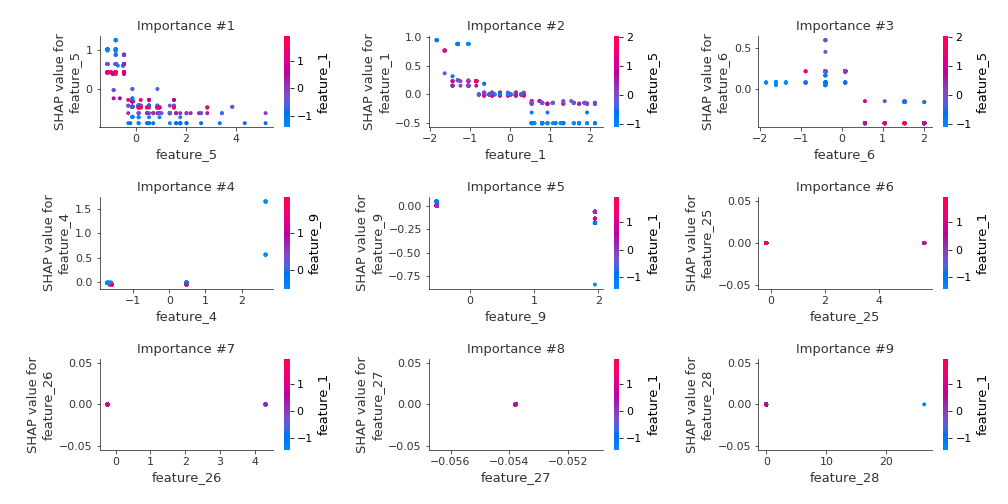 Importance #1
SHAP value for
feature_5
1
0
0
2
4
feature_5
1
0
−1
feature_1
Importance #2
SHAP value for
feature_1
1.0
0.5
0.0
−0.5
−2
−1
0
1
2
feature_1
2
1
0
−1
feature_5
Importance #3
SHAP value for
feature_6
0.5
0.0
−2
−1
0
1
2
feature_6
2
1
0
−1
feature_5
Importance #4
SHAP value for
feature_4
1.5
1.0
0.5
0.0
−1
0
1
2
feature_4
1
0
feature_9
Importance #5
SHAP value for
feature_9
0.00
−0.25
−0.50
−0.75
0
1
2
feature_9
1
0
−1
feature_1
Importance #6
SHAP value for
feature_25
0.05
0.00
−0.05
0
2
4
feature_25
1
0
−1
feature_1
Importance #7
SHAP value for
feature_26
0.05
0.00
−0.05
0
1
2
3
4
feature_26
1
0
−1
feature_1
Importance #8
SHAP value for
feature_27
0.05
0.00
−0.05
−0.056
−0.054
−0.052
feature_27
1
0
−1
feature_1
Importance #9
SHAP value for
feature_28
0.05
0.00
−0.05
0
10
20
feature_28
1
0
−1
feature_1